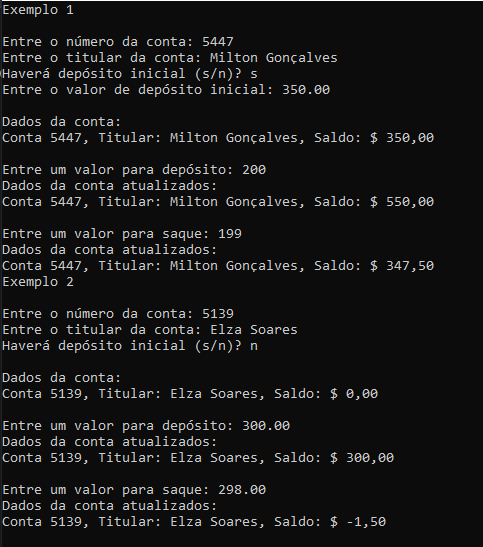 Exemplo 1
Entre o número da conta: 5447
Entre o titular da conta: Milton Gonçalves
Haverá depósito inicial (s/n)? s
Entre o valor de depósito inicial: 350.00
Dados da conta:
Conta 5447, Titular: Milton Gonçalves, Saldo: $ 350,00
Entre um valor para depósito: 200
Dados da conta atualizados:
Conta 5447, Titular: Milton Gonçalves, Saldo: $ 550,00
Entre um valor para saque: 199
Dados da conta atualizados:
Conta 5447, Titular: Milton Gonçalves, Saldo: $ 347,50
Exemplo 2
Entre o número da conta: 5139
Entre o titular da conta: Elza Soares
Haverá depósito inicial (s/n)? n
Dados da conta:
Conta 5139, Titular: Elza Soares, Saldo: $ 0,00
Entre um valor para depósito: 300.00
Dados da conta atualizados:
Conta 5139, Titular: Elza Soares, Saldo: $ 300,00
Entre um valor para saque: 298.00
Dados da conta atualizados:
Conta 5139, Titular: Elza Soares, Saldo: $ -1,50